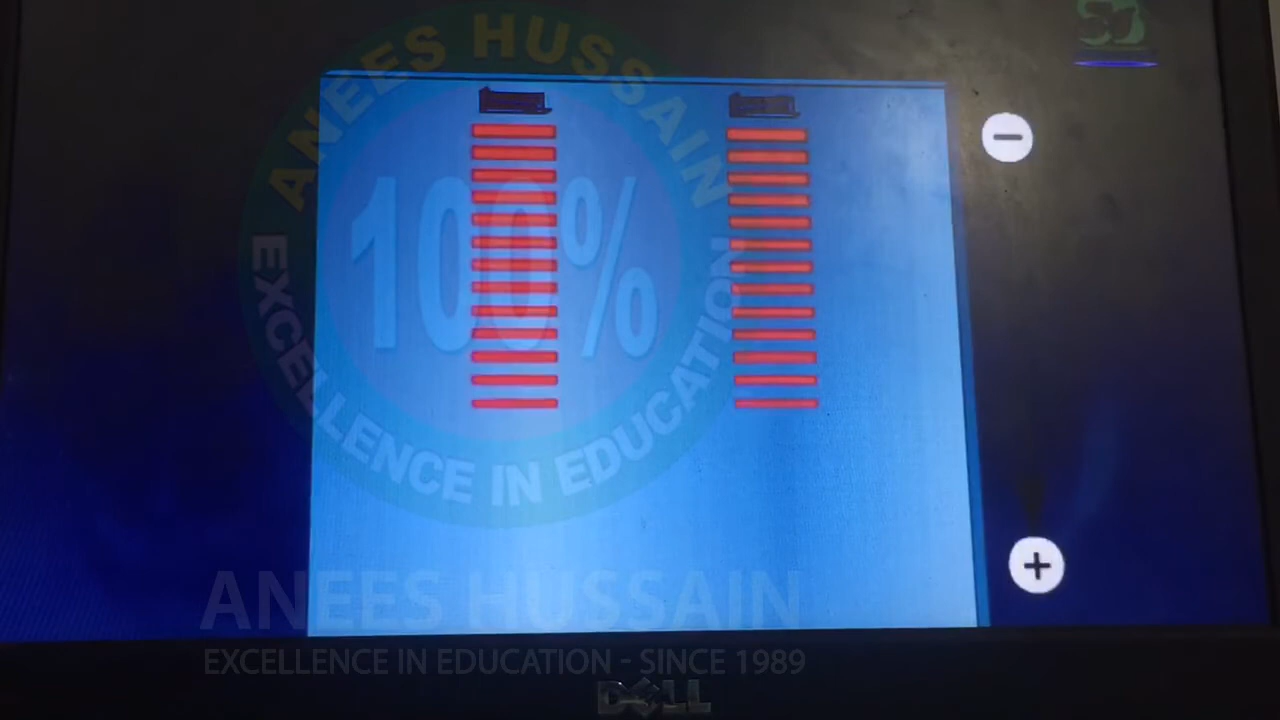 ANEES HUSSAIN
100%
EXCELLENCE IN EDUCATION
ANEES HUSSAIN
EXCELLENCE IN EDUCATION - SINCE 1989
DELL